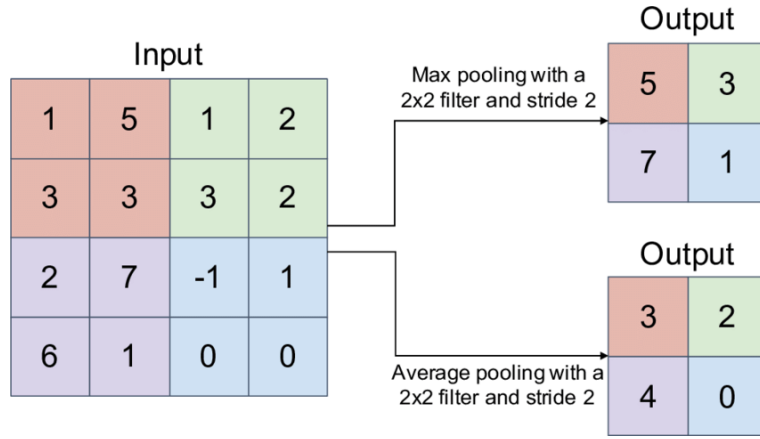 Input
1 5 1 2
3 3 3 2
2 7 -1 1
6 1 0 0
Max pooling with a
2x2 filter and stride 2
Output
5 3
7 1
Average pooling with a
2x2 filter and stride 2
Output
3 2
4 0